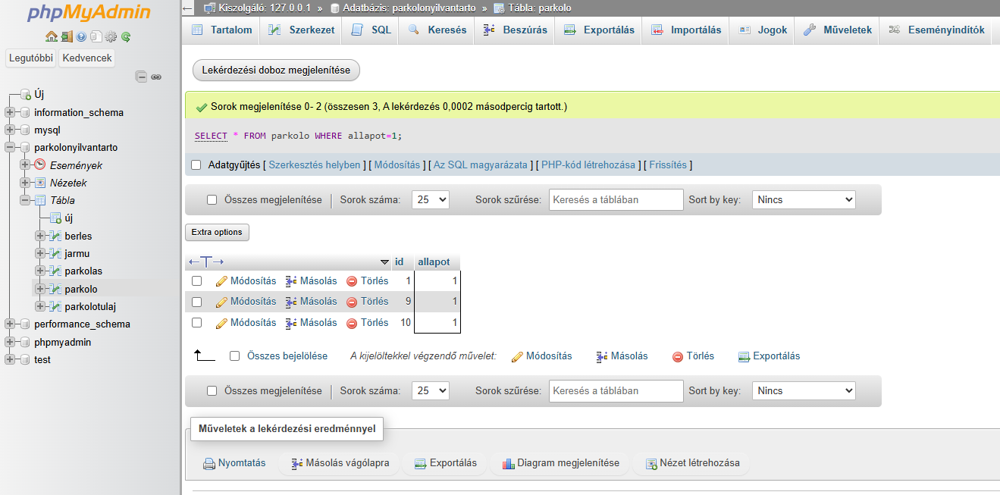 phpMyAdmin
Legutóbbi Kedvencek
Új
information_schema
mysql
parkolonyilvantarto
Események
Nézetek
Tábla
új
berles
jarmu
parkolas
parkolo
parkolotulaj
performance_schema
phpmyadmin
test
← Kiszolgáló: 127.0.0.1 » Adatbázis: parkolonyilvantarto » Tábla: parkolo
Tartalom Szerkezet SQL Keresés Beszúrás Exportálás Importálás Jogok Műveletek Eseményindítók
Lekérdezési doboz megjelenítése
Sorok megjelenítése 0- 2 (összesen 3, A lekérdezés 0,0002 másodpercig tartott.)
SELECT * FROM parkolo WHERE allapot=1;
Adatgyűjtés [ Szerkesztés helyben ] [ Módosítás ] [ Az SQL magyarázata ] [ PHP-kód létrehozása ] [ Frissítés ]
Összes megjelenítése Sorok száma: 25 Sorok szűrése: Keresés a táblában Sort by key: Nincs
Extra options
←T→ id allapot
Módosítás Másolás Törlés 1 1
Módosítás Másolás Törlés 9 1
Módosítás Másolás Törlés 10 1
Összes bejelölése A kijelöltekkel végzendő művelet: Módosítás Másolás Törlés Exportálás
Összes megjelenítése Sorok száma: 25 Sorok szűrése: Keresés a táblában Sort by key: Nincs
Műveletek a lekérdezési eredménnyel
Nyomtatás Másolás vágólapra Exportálás Diagram megjelenítése Nézet létrehozása